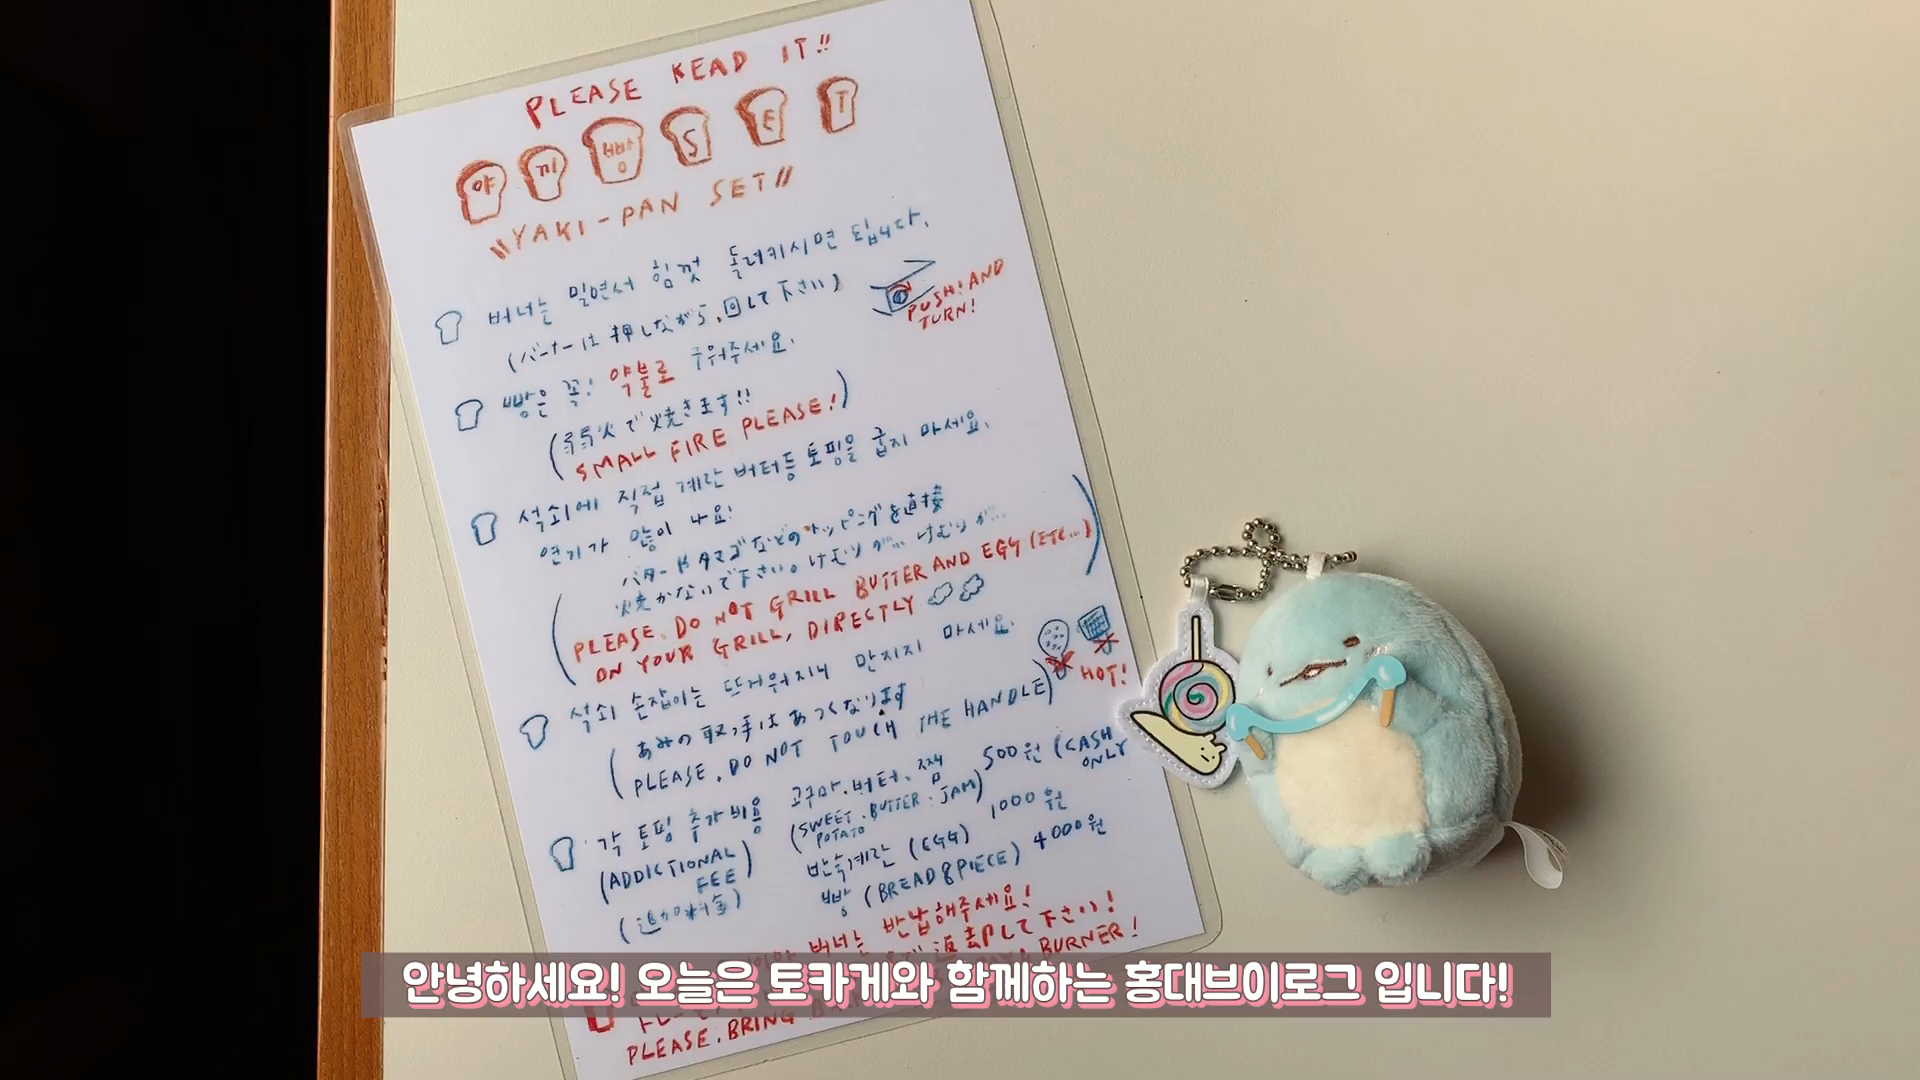 PLEASE READ IT!!
야끼빵 SET
"YAKI-PAN SET"
버너는 밀면서 힘껏 돌려키시면 됩니다.
(バーナーは押しながら、回して下さい)
PUSH! AND
TURN!
빵은 꼭! 약불로 구워주세요.
(弱火で焼きます!!
SMALL FIRE PLEASE!)
석쇠에 직접 계란 버터등 토핑을 굽지 마세요.
연기가 많이 나요!
バターやタマゴなどのトッピングを直接
焼かないで下さい。けむりが... けむりが...
(PLEASE. DO NOT GRILL BUTTER AND EGG (ETC...)
ON YOUR GRILL, DIRECTLY
석쇠 손잡이는 뜨거워지니 만지지 마세요.
HOT!
(あみの取っ手はあつくなります
PLEASE. DO NOT TOUCH THE HANDLE)
각 토핑 추가비용 고구마.버터.잼 500원 (CASH ONLY
(ADDICTIONAL FEE) (SWEET POTATO.BUTTER.JAM)
(追加料金) 반숙계란 (EGG) 1000원
빵 (BREAD 8PIECE) 4000원
버너는 반납해주세요!
返却して下さい!
PLEASE. BRING BURNER!
안녕하세요! 오늘은 토카게와 함께하는 홍대브이로그 입니다!